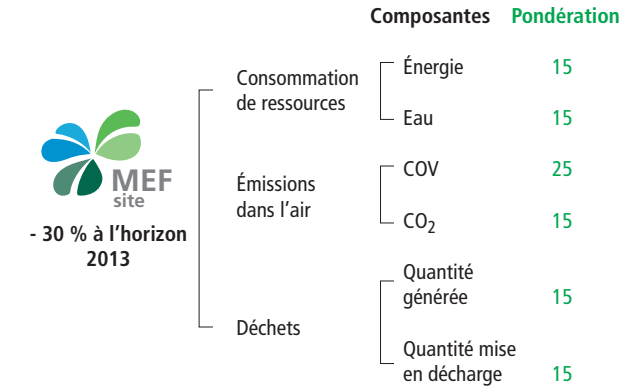 Composantes Pondération
Consommation
de ressources
Énergie 15
Eau 15
MEF
site
- 30 % à l'horizon
2013
Émissions
dans l'air
COV 25
CO₂ 15
Déchets
Quantité
générée 15
Quantité mise
en décharge 15